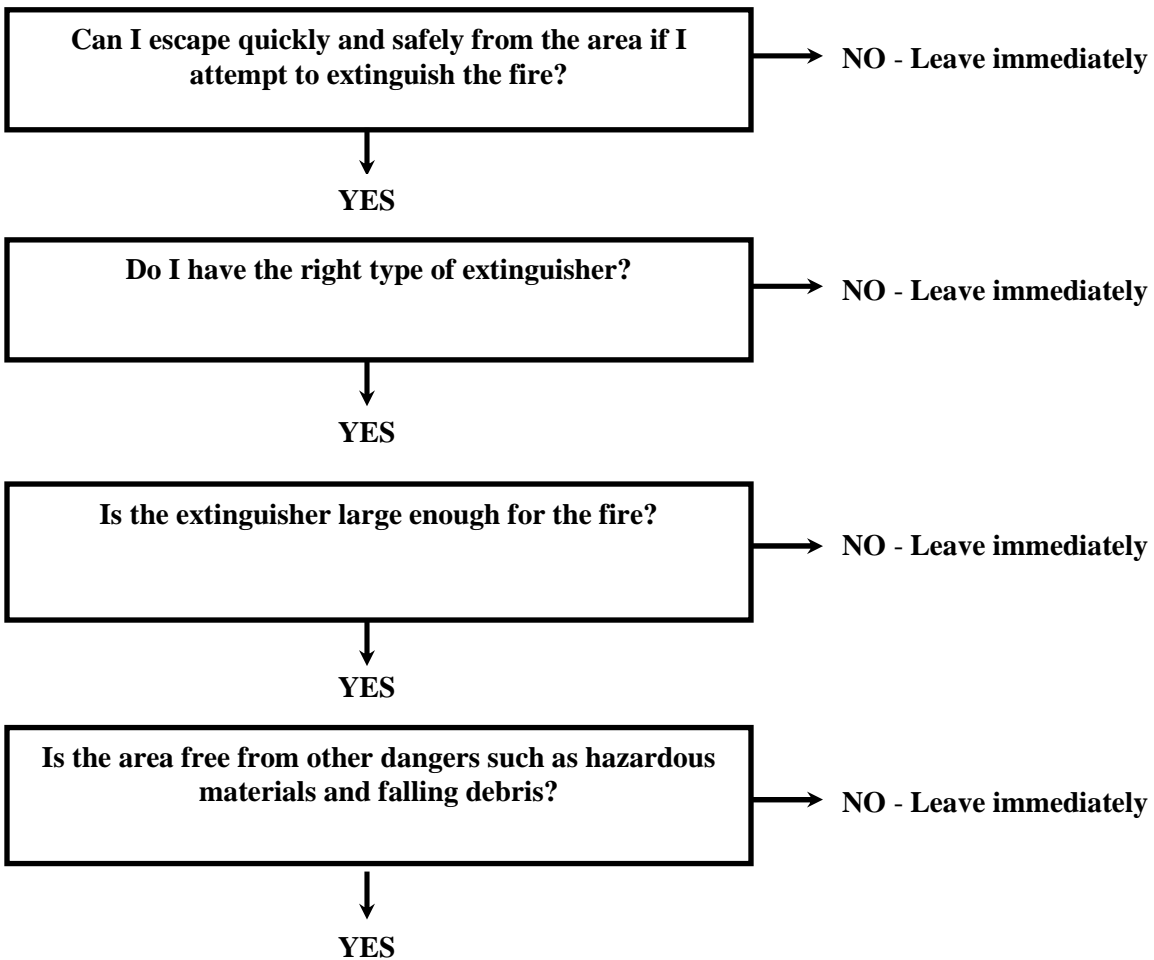 Can I escape quickly and safely from the area if I
attempt to extinguish the fire?
NO - Leave immediately
YES
Do I have the right type of extinguisher?
NO - Leave immediately
YES
Is the extinguisher large enough for the fire?
NO - Leave immediately
YES
Is the area free from other dangers such as hazardous
materials and falling debris?
NO - Leave immediately
YES